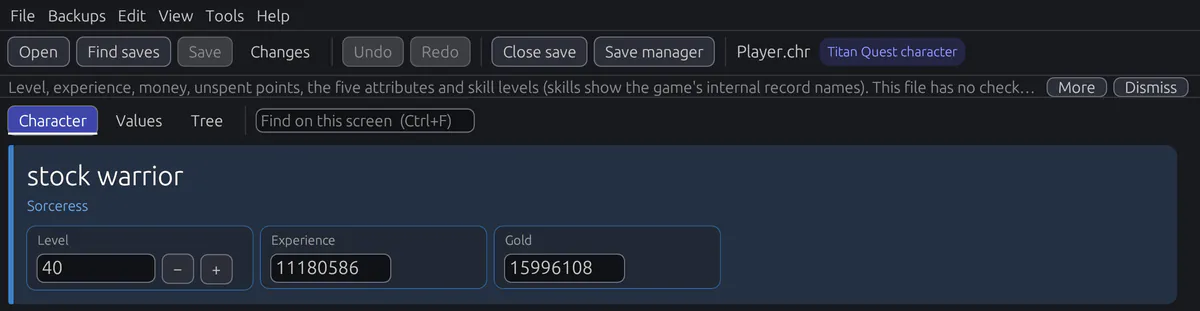 File Backups Edit View Tools Help
Open Find saves Save Changes Undo Redo Close save Save manager Player.chr Titan Quest character
Level, experience, money, unspent points, the five attributes and skill levels (skills show the game's internal record names). This file has no check… More Dismiss
Character Values Tree Find on this screen (Ctrl+F)
stock warrior
Sorceress
Level Experience Gold
40 − + 11180586 15996108